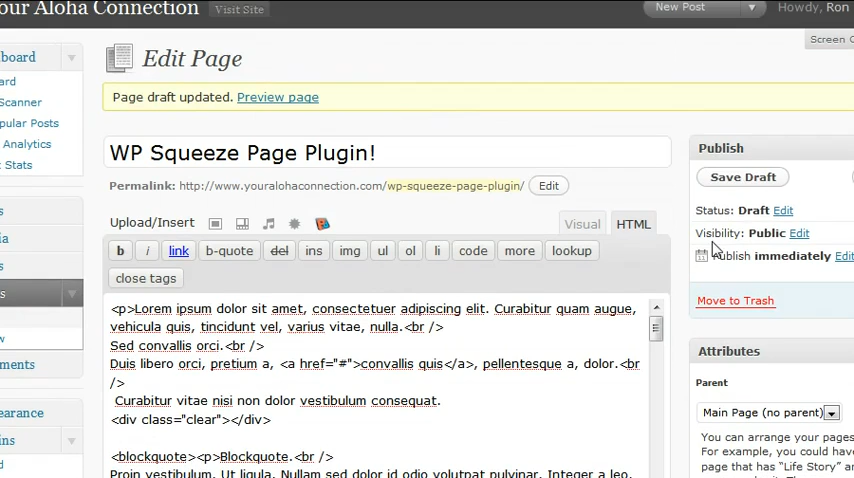 our Aloha Connection Visit Site New Post Howdy, Ron
Screen O
Edit Page
Page draft updated. Preview page
WP Squeeze Page Plugin!
Permalink: http://www.youralohaconnection.com/wp-squeeze-page-plugin/ Edit
Upload/Insert Visual HTML
b i link b-quote del ins img ul ol li code more lookup
close tags
<p>Lorem ipsum dolor sit amet, consectetuer adipiscing elit. Curabitur quam augue,
vehicula quis, tincidunt vel, varius vitae, nulla.<br />
Sed convallis orci.<br />
Duis libero orci, pretium a, <a href="#">convallis quis</a>, pellentesque a, dolor.<br
/>
Curabitur vitae nisi non dolor vestibulum consequat.
<div class="clear"></div>
<blockquote><p>Blockquote.<br />
Proin vestibulum. Ut ligula. Nullam sed dolor id odio volutpat pulvinar. Integer a leo.
board
ard
Scanner
pular Posts
Analytics
Stats
s
ia
s
s
w
ments
earance
ins
d
Publish
Save Draft
Status: Draft Edit
Visibility: Public Edit
Publish immediately Edit
Move to Trash
Attributes
Parent
Main Page (no parent)
You can arrange your pages
For example, you could have
page that has "Life Story" a